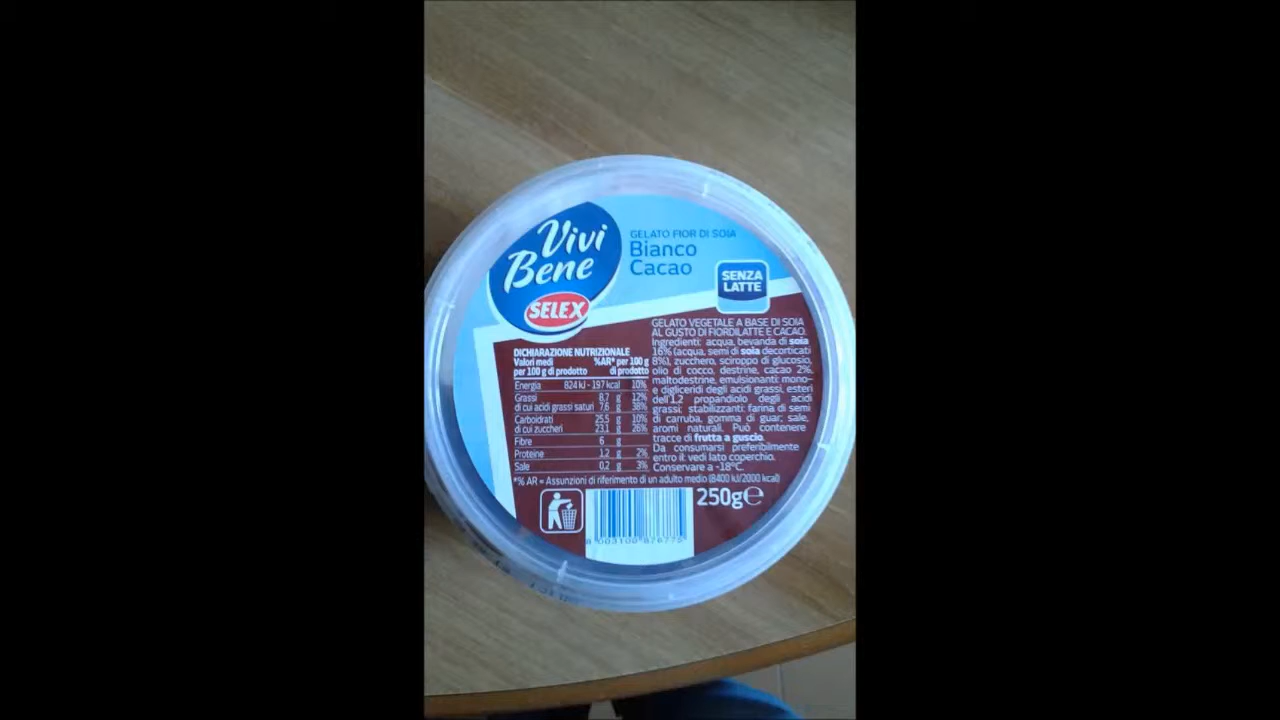 Vivi
Bene
SELEX
GELATO FIOR DI SOIA
Bianco
Cacao
SENZA
LATTE
DICHIARAZIONE NUTRIZIONALE
Valori medi %AR* per 100 g
per 100 g di prodotto di prodotto
Energia 824 kJ - 197 kcal 10%
Grassi 8,7 g 12%
di cui acidi grassi saturi 7,6 g 38%
Carboidrati 25,5 g 10%
di cui zuccheri 23,1 g 26%
Fibre 6 g
Proteine 1,2 g 2%
Sale 0,2 g 3%
GELATO VEGETALE A BASE DI SOIA
AL GUSTO DI FIORDILATTE E CACAO.
Ingredienti: acqua, bevanda di soia
16% (acqua, semi di soia decorticati
8%), zucchero, sciroppo di glucosio,
olio di cocco, destrine, cacao 2%,
maltodestrine, emulsionanti: mono-
e digliceridi degli acidi grassi, esteri
dell'1,2 propandiolo degli acidi
grassi; stabilizzanti: farina di semi
di carruba, gomma di guar; sale,
aromi naturali. Può contenere
tracce di frutta a guscio.
Da consumarsi preferibilmente
entro il: vedi lato coperchio.
Conservare a -18°C.
*% AR = Assunzioni di riferimento di un adulto medio (8400 kJ/2000 kcal)
250g℮
8 003100 876775